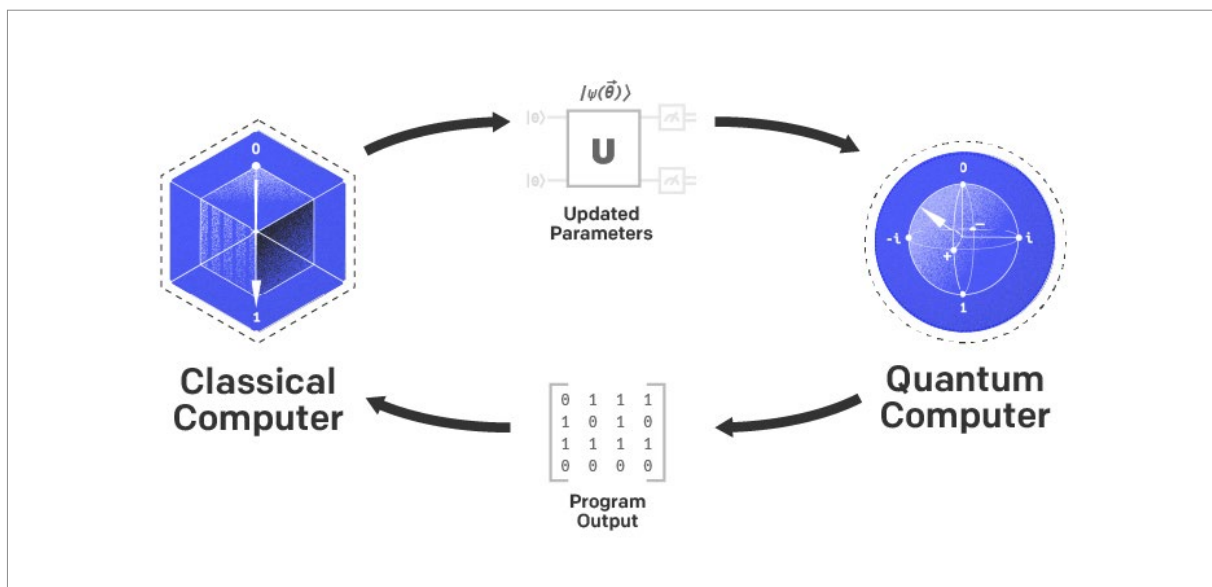 |ψ(θ⃗)⟩
|0⟩
U
|0⟩
Updated
Parameters
0
1
Classical
Computer
0
-i
−
i
+
1
Quantum
Computer
0 1 1 1
1 0 1 0
1 1 1 1
0 0 0 0
Program
Output